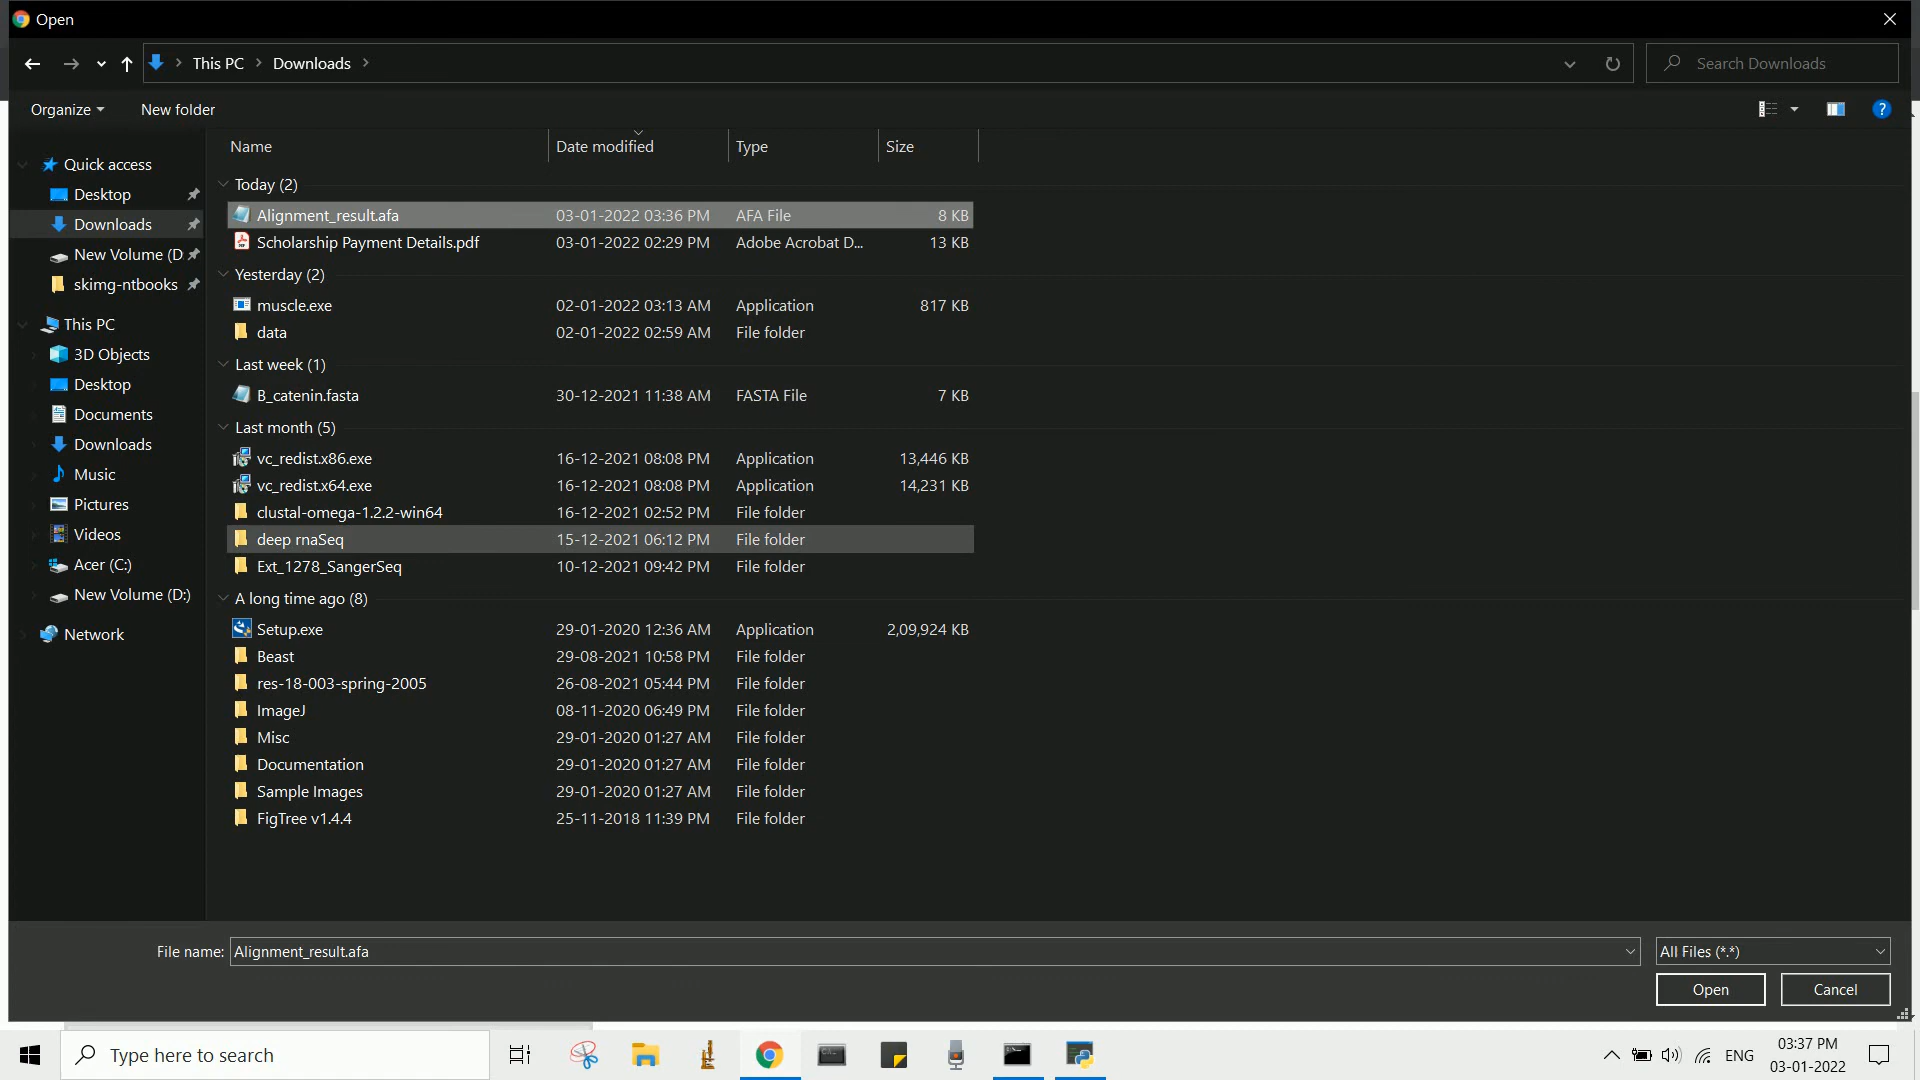 Open
This PC
Downloads
Search Downloads
Organize
New folder
Name Date modified Type Size
Quick access
Desktop
Downloads
New Volume (D:
skimg-ntbooks
This PC
3D Objects
Desktop
Documents
Downloads
Music
Pictures
Videos
Acer (C:)
New Volume (D:)
Network
Today (2)
Alignment_result.afa 03-01-2022 03:36 PM AFA File 8 KB
Scholarship Payment Details.pdf 03-01-2022 02:29 PM Adobe Acrobat D... 13 KB
Yesterday (2)
muscle.exe 02-01-2022 03:13 AM Application 817 KB
data 02-01-2022 02:59 AM File folder
Last week (1)
B_catenin.fasta 30-12-2021 11:38 AM FASTA File 7 KB
Last month (5)
vc_redist.x86.exe 16-12-2021 08:08 PM Application 13,446 KB
vc_redist.x64.exe 16-12-2021 08:08 PM Application 14,231 KB
clustal-omega-1.2.2-win64 16-12-2021 02:52 PM File folder
deep rnaSeq 15-12-2021 06:12 PM File folder
Ext_1278_SangerSeq 10-12-2021 09:42 PM File folder
A long time ago (8)
Setup.exe 29-01-2020 12:36 AM Application 2,09,924 KB
Beast 29-08-2021 10:58 PM File folder
res-18-003-spring-2005 26-08-2021 05:44 PM File folder
ImageJ 08-11-2020 06:49 PM File folder
Misc 29-01-2020 01:27 AM File folder
Documentation 29-01-2020 01:27 AM File folder
Sample Images 29-01-2020 01:27 AM File folder
FigTree v1.4.4 25-11-2018 11:39 PM File folder
File name: Alignment_result.afa All Files (*.*)
Open Cancel
Type here to search
ENG
03:37 PM
03-01-2022